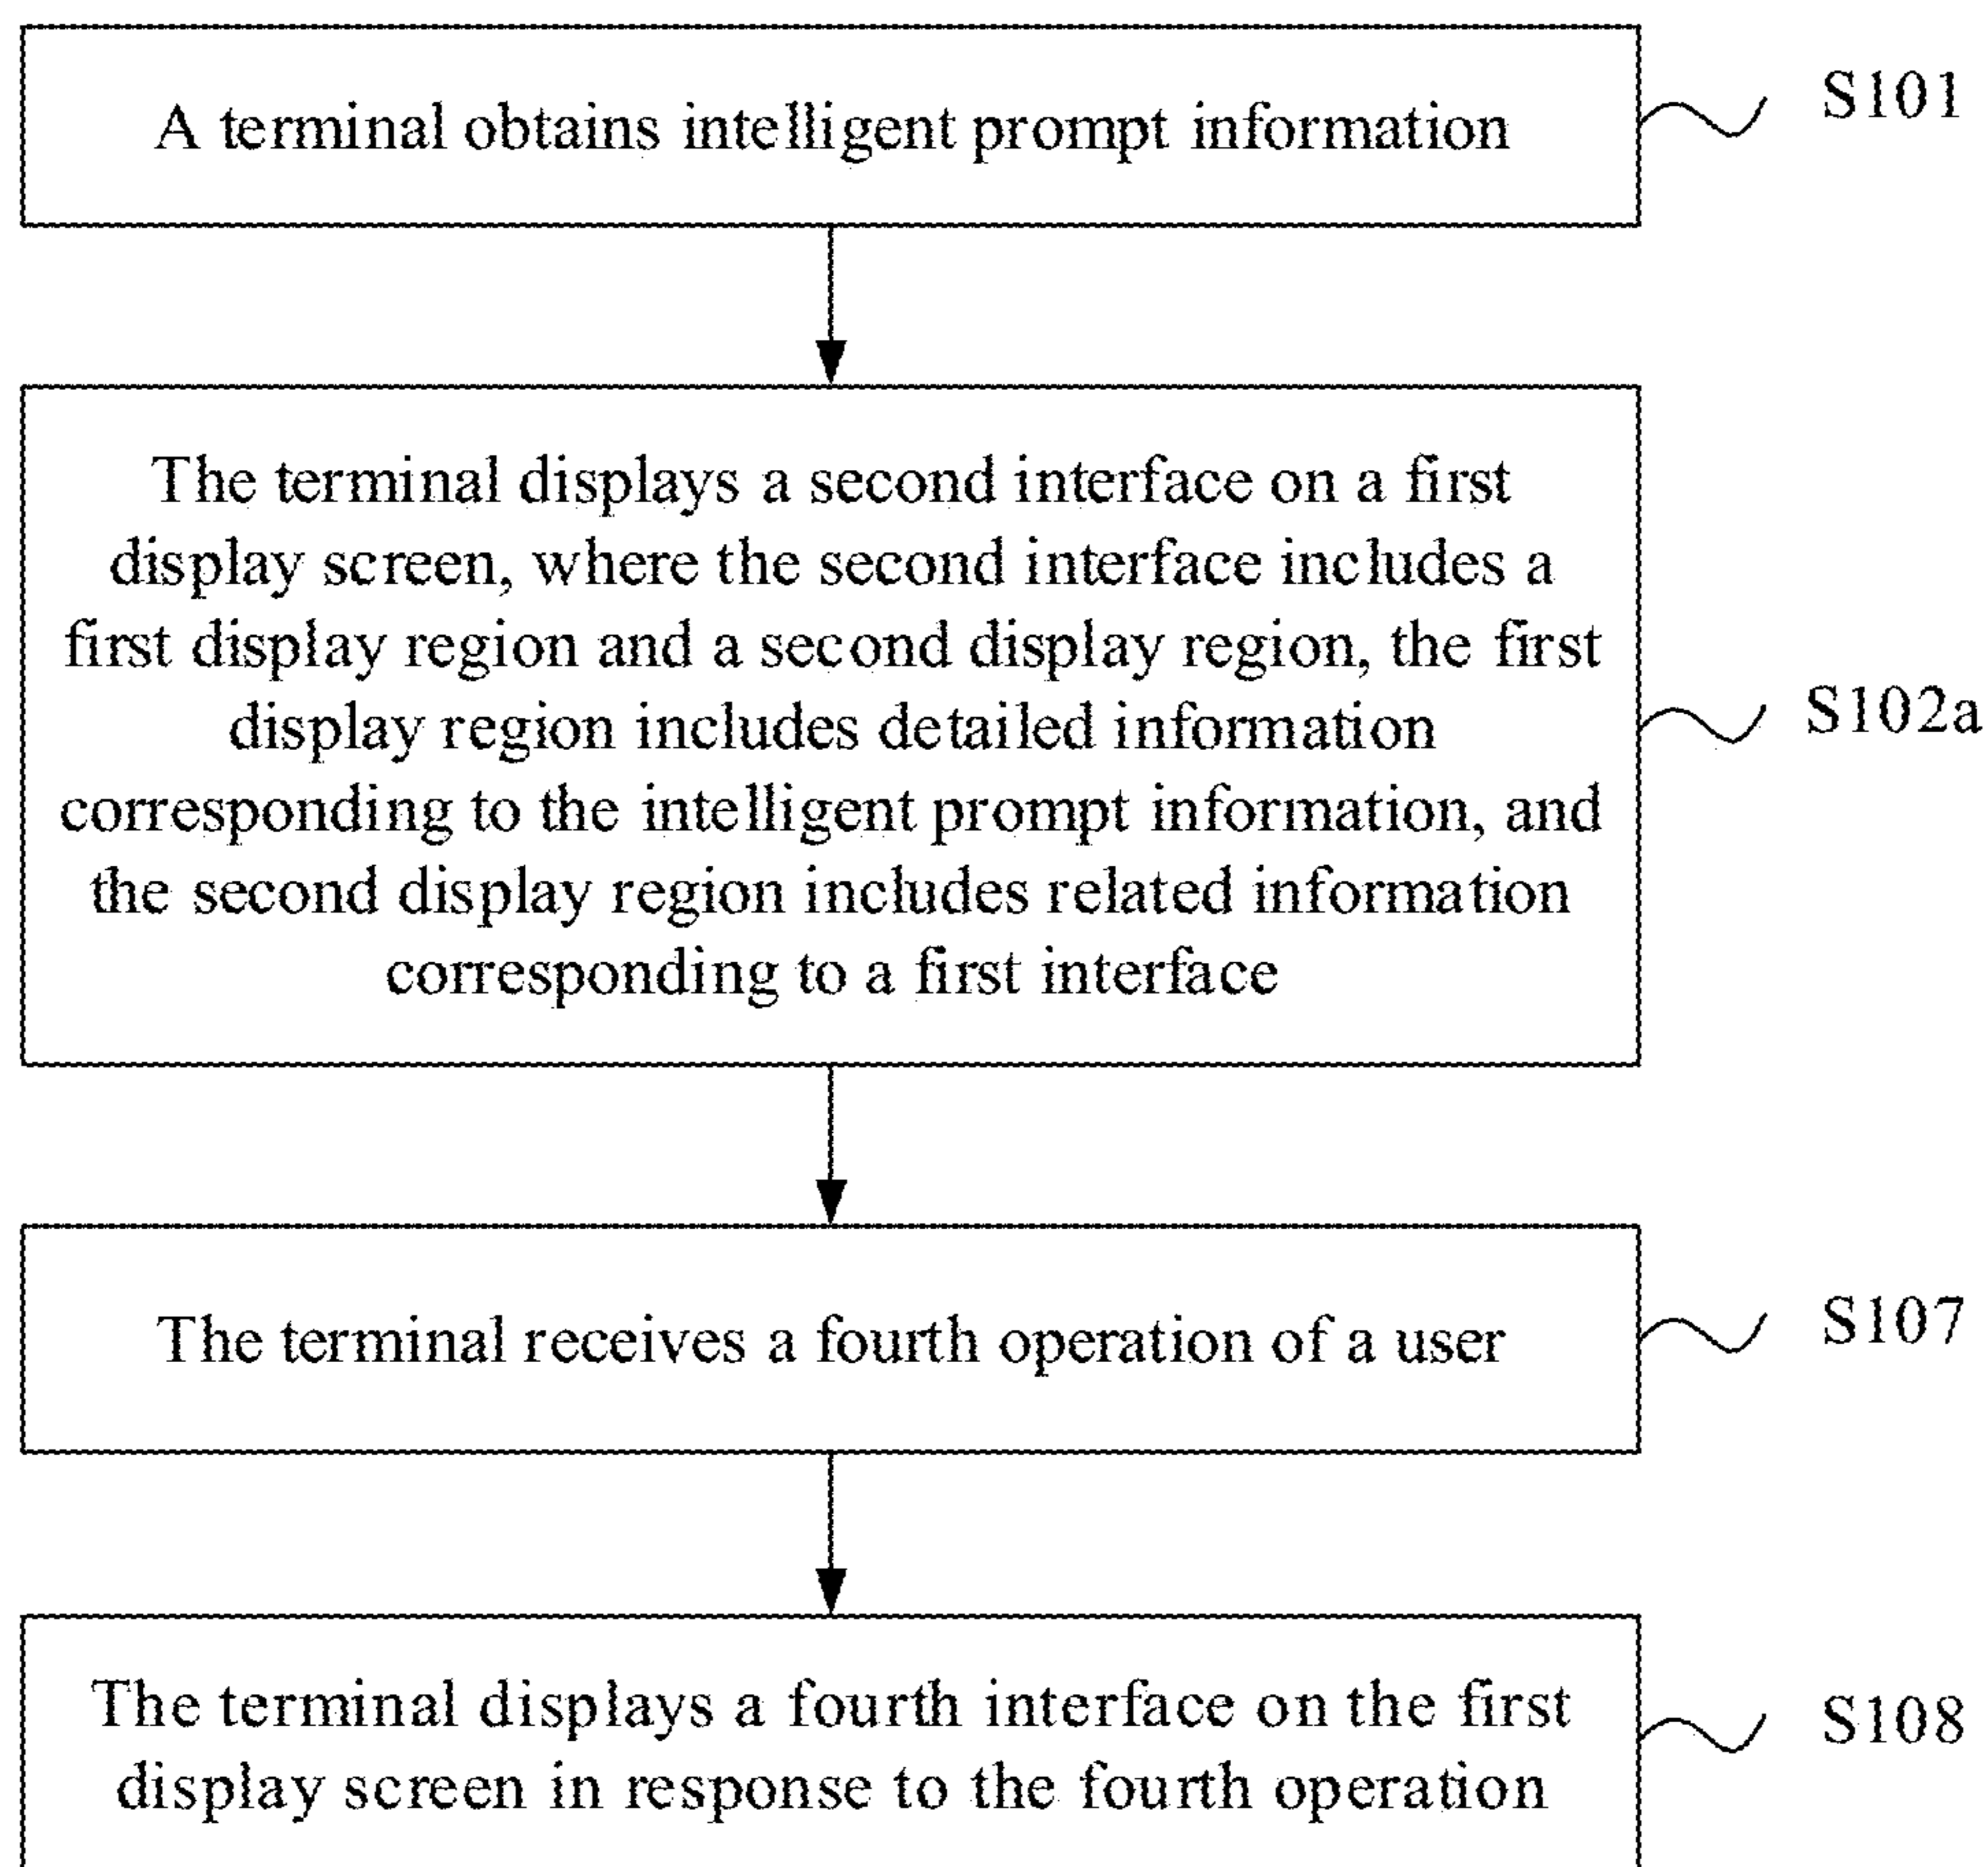 A terminal obtains intelligent prompt information
S101
The terminal displays a second interface on a first
display screen, where the second interface includes a
first display region and a second display region, the first
display region includes detailed information
corresponding to the intelligent prompt information, and
the second display region includes related information
corresponding to a first interface
S102a
The terminal receives a fourth operation of a user
S107
The terminal displays a fourth interface on the first
display screen in response to the fourth operation
S108